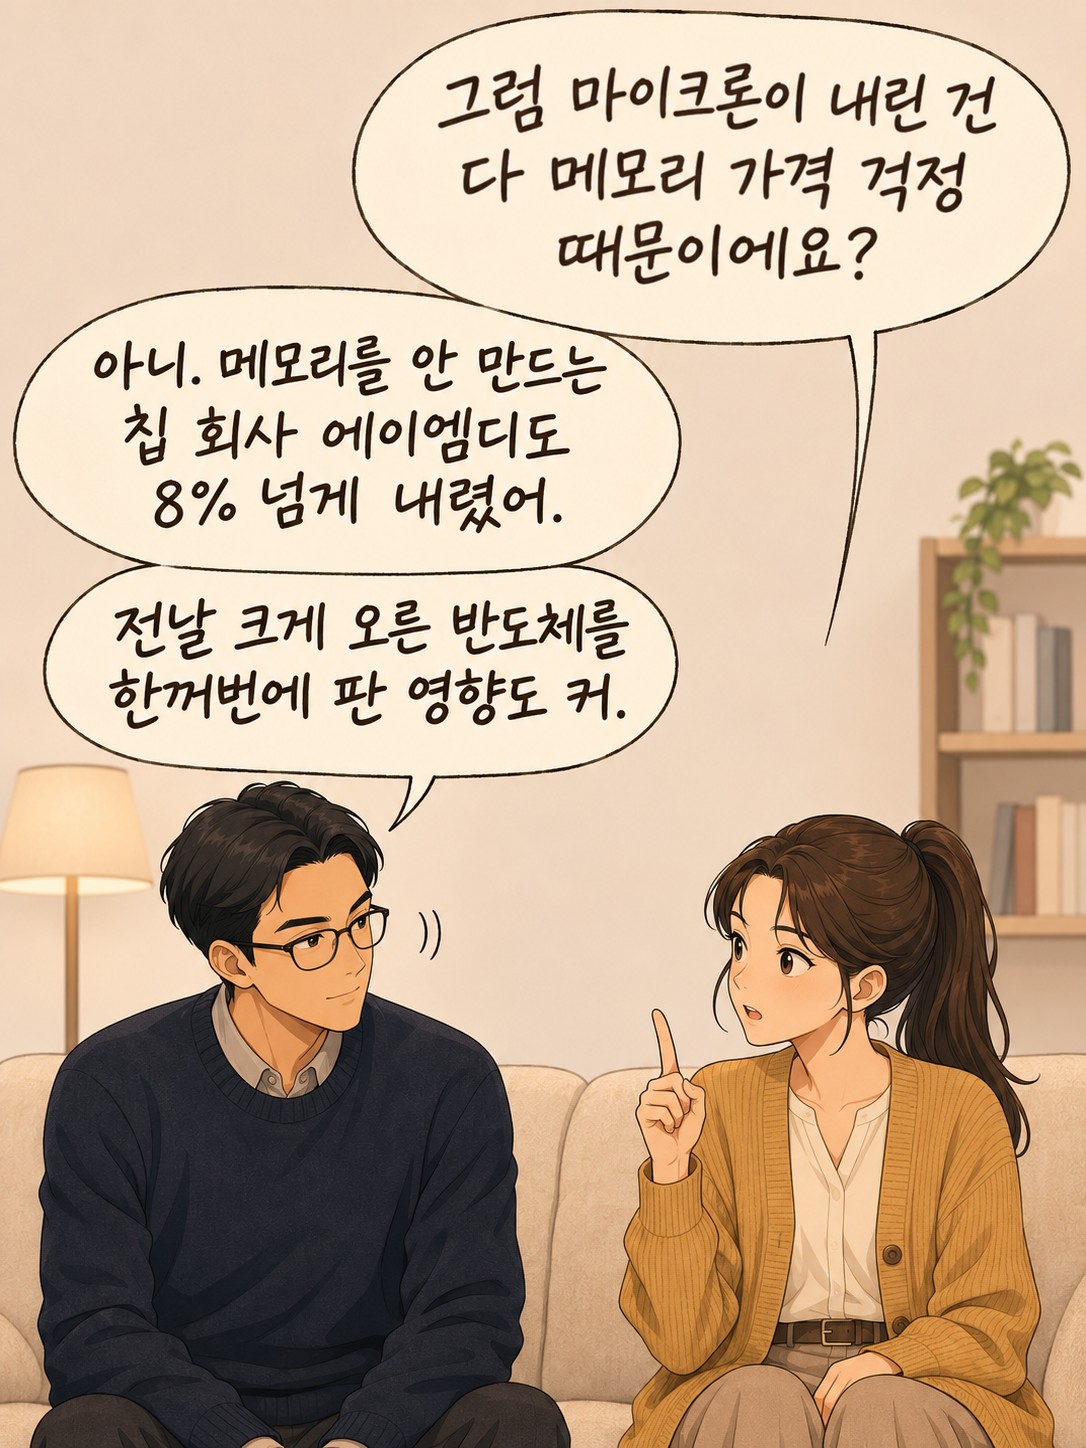 그럼 마이크론이 내린 건
다 메모리 가격 걱정
때문이에요?
아니. 메모리를 안 만드는
칩 회사 에이엠디도
8% 넘게 내렸어.
전날 크게 오른 반도체를
한꺼번에 판 영향도 커.